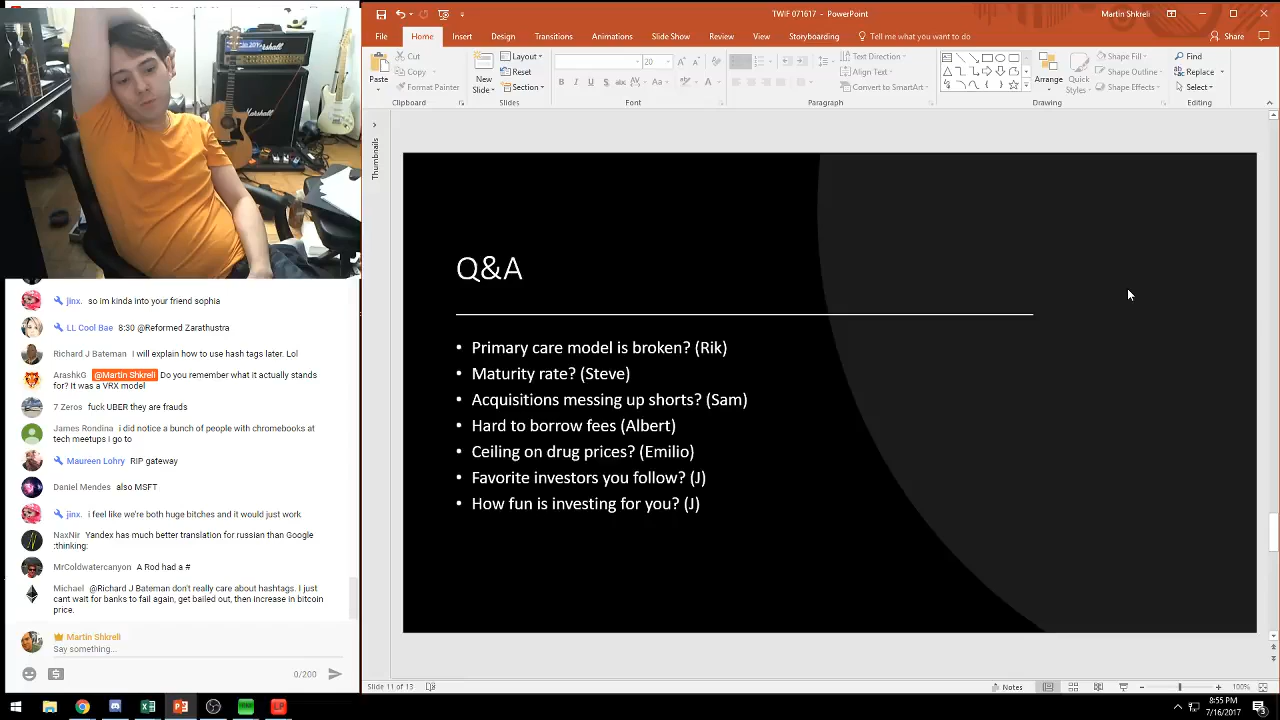 TWIF 071617 - PowerPoint
Martin Shkreli
File
Home
Insert
Design
Transitions
Animations
Slide Show
Review
View
Storyboarding
Tell me what you want to do
Share
Paste
Cut
Copy
Format Painter
Clipboard
New
Slide
Layout
Reset
Section
Slides
20
Font
Text Direction
Align Text
Convert to SmartArt
Paragraph
Arrange
Quick
Styles
Shape Fill
Shape Outline
Shape Effects
Drawing
Find
Replace
Select
Editing
Marshall
Marshall
Thumbnails
Q&A
• Primary care model is broken? (Rik)
• Maturity rate? (Steve)
• Acquisitions messing up shorts? (Sam)
• Hard to borrow fees (Albert)
• Ceiling on drug prices? (Emilio)
• Favorite investors you follow? (J)
• How fun is investing for you? (J)
jinx. so im kinda into your friend sophia
LL Cool Bae 8:30 @Reformed Zarathustra
Richard J Bateman I will explain how to use hash tags later. Lol
ArashkG @Martin Shkreli Do you remember what it actually stands
for? It was a VRX model
7 Zeros fuck UBER they are frauds
James Rondina i did notice a bunch of people with chromebooks at
tech meetups i go to
Maureen Lohry RIP gateway
Daniel Mendes also MSFT
jinx. i feel like we're both huge bitches and it would just work
NaxNir Yandex has much better translation for russian than Google
:thinking:
MrColdwatercanyon A Rod had a #
Michael @Richard J Bateman don't really care about hashtags. I just
cant wait for banks to fail again, get bailed out, then increase in bitcoin
price.
Martin Shkreli
Say something...
0/200
Slide 11 of 13
Notes
100%
8:55 PM
7/16/2017